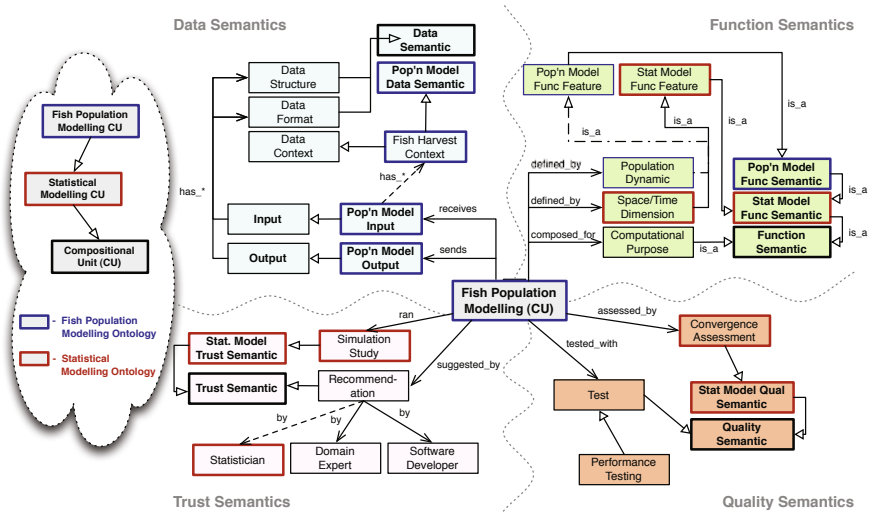 Data Semantics
Function Semantics
Data
Semantic
Data
Structure
Pop'n Model
Data Semantic
Data
Format
Data
Context
Fish Harvest
Context
has_*
has_*
Input
Pop'n Model
Input
receives
Output
Pop'n Model
Output
sends
Pop'n Model
Func Feature
Stat Model
Func Feature
is_a
is_a
is_a
is_a
defined_by
Population
Dynamic
Pop'n Model
Func Semantic
is_a
defined_by
Space/Time
Dimension
Stat Model
Func Semantic
is_a
composed_for
Computational
Purpose
is_a
Function
Semantic
Fish Population
Modelling CU
Statistical
Modelling CU
Compositional
Unit (CU)
- Fish Population
Modelling Ontology
- Statistical
Modelling Ontology
Fish Population
Modelling (CU)
ran
Stat. Model
Trust Semantic
Simulation
Study
suggested_by
Trust Semantic
Recommend-
ation
by
by
by
Statistician
Domain
Expert
Software
Developer
assessed_by
tested_with
Convergence
Assessment
Test
Stat Model Qual
Semantic
Quality
Semantic
Performance
Testing
Trust Semantics
Quality Semantics